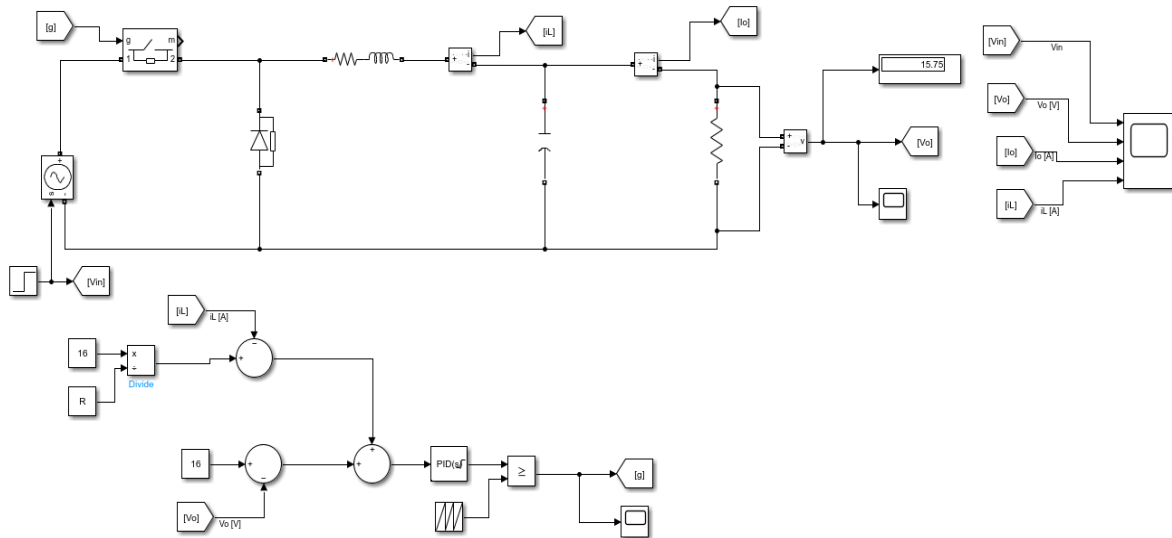 [g]
g
m
1
2
[iL]
[Io]
15.75
[Vo]
[Vin]
Vin
[Vo]
Vo [V]
[Io]
Io [A]
[iL]
iL [A]
+
-
s
+
-
i
+
-
i
+
-
v
[Vin]
[iL]
iL [A]
16
R
x
÷
Divide
+
−
16
+
−
[Vo]
Vo [V]
+
+
PID(s)
≥
[g]